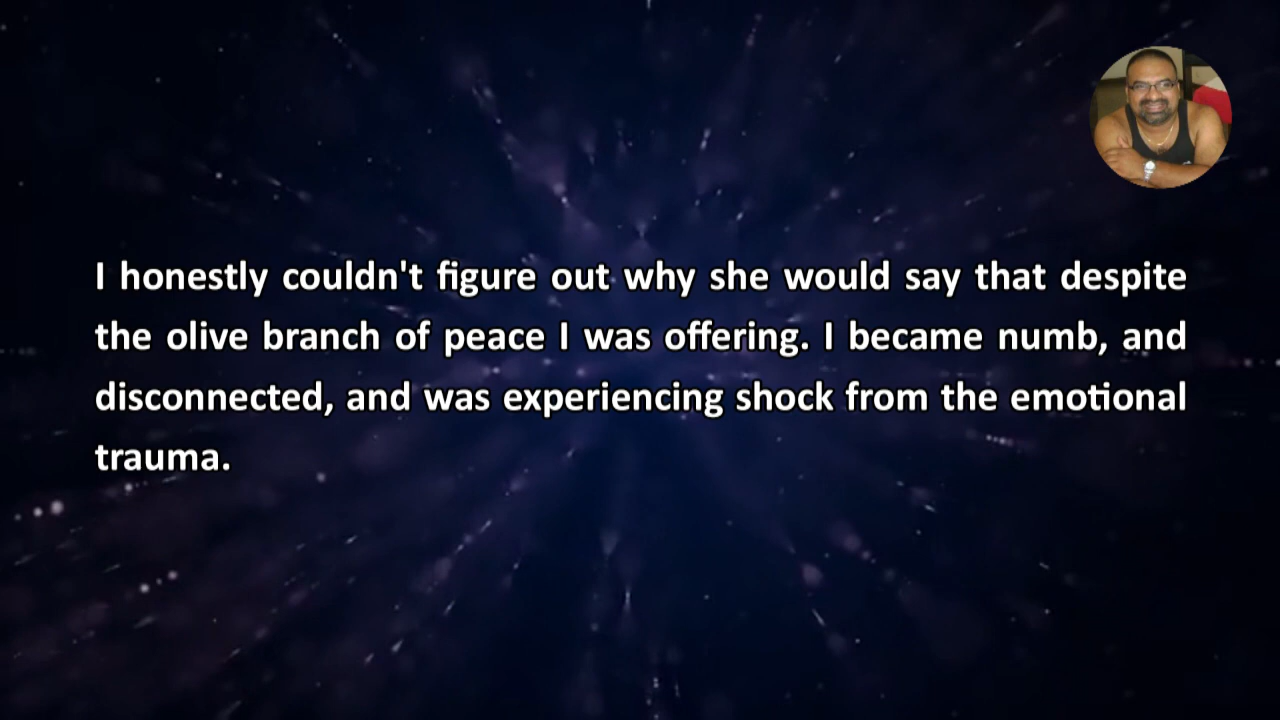 I honestly couldn't figure out why she would say that despite
the olive branch of peace I was offering. I became numb, and
disconnected, and was experiencing shock from the emotional
trauma.